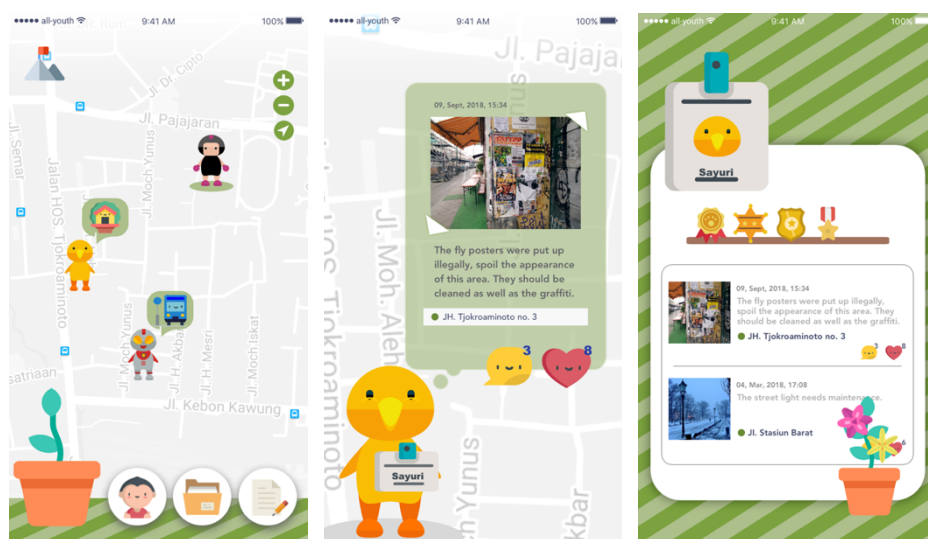 all-youth 9:41 AM 100%
Jl. Dr. Cipto
Jl. Pajajaran
Jl. Semar
Jl. Moch Yunus
Jalan HOS. Tjokroaminoto
Jl. Moch Yunus
Jl. H. Akbar
Jl. H. Mesri
Jl. Moch Iskat
satriaan
Jl. Kebon Kawung
all-youth 9:41 AM 100%
Jl. Pajaja
09, Sept, 2018, 15:34
The fly posters were put up
illegally, spoil the appearance
of this area. They should be
cleaned as well as the graffiti.
JH. Tjokroaminoto no. 3
3
8
Jl. Moh. Aleh
Tjokroaminoto
Sayuri
Yunus
kbar
all-youth 9:41 AM 100%
Sayuri
09, Sept, 2018, 15:34
The fly posters were put up illegally,
spoil the appearance of this area. They
should be cleaned as well as the graffiti.
JH. Tjokroaminoto no. 3
3
8
04, Mar, 2018, 17:08
The street light needs maintenance.
Jl. Stasiun Barat
6